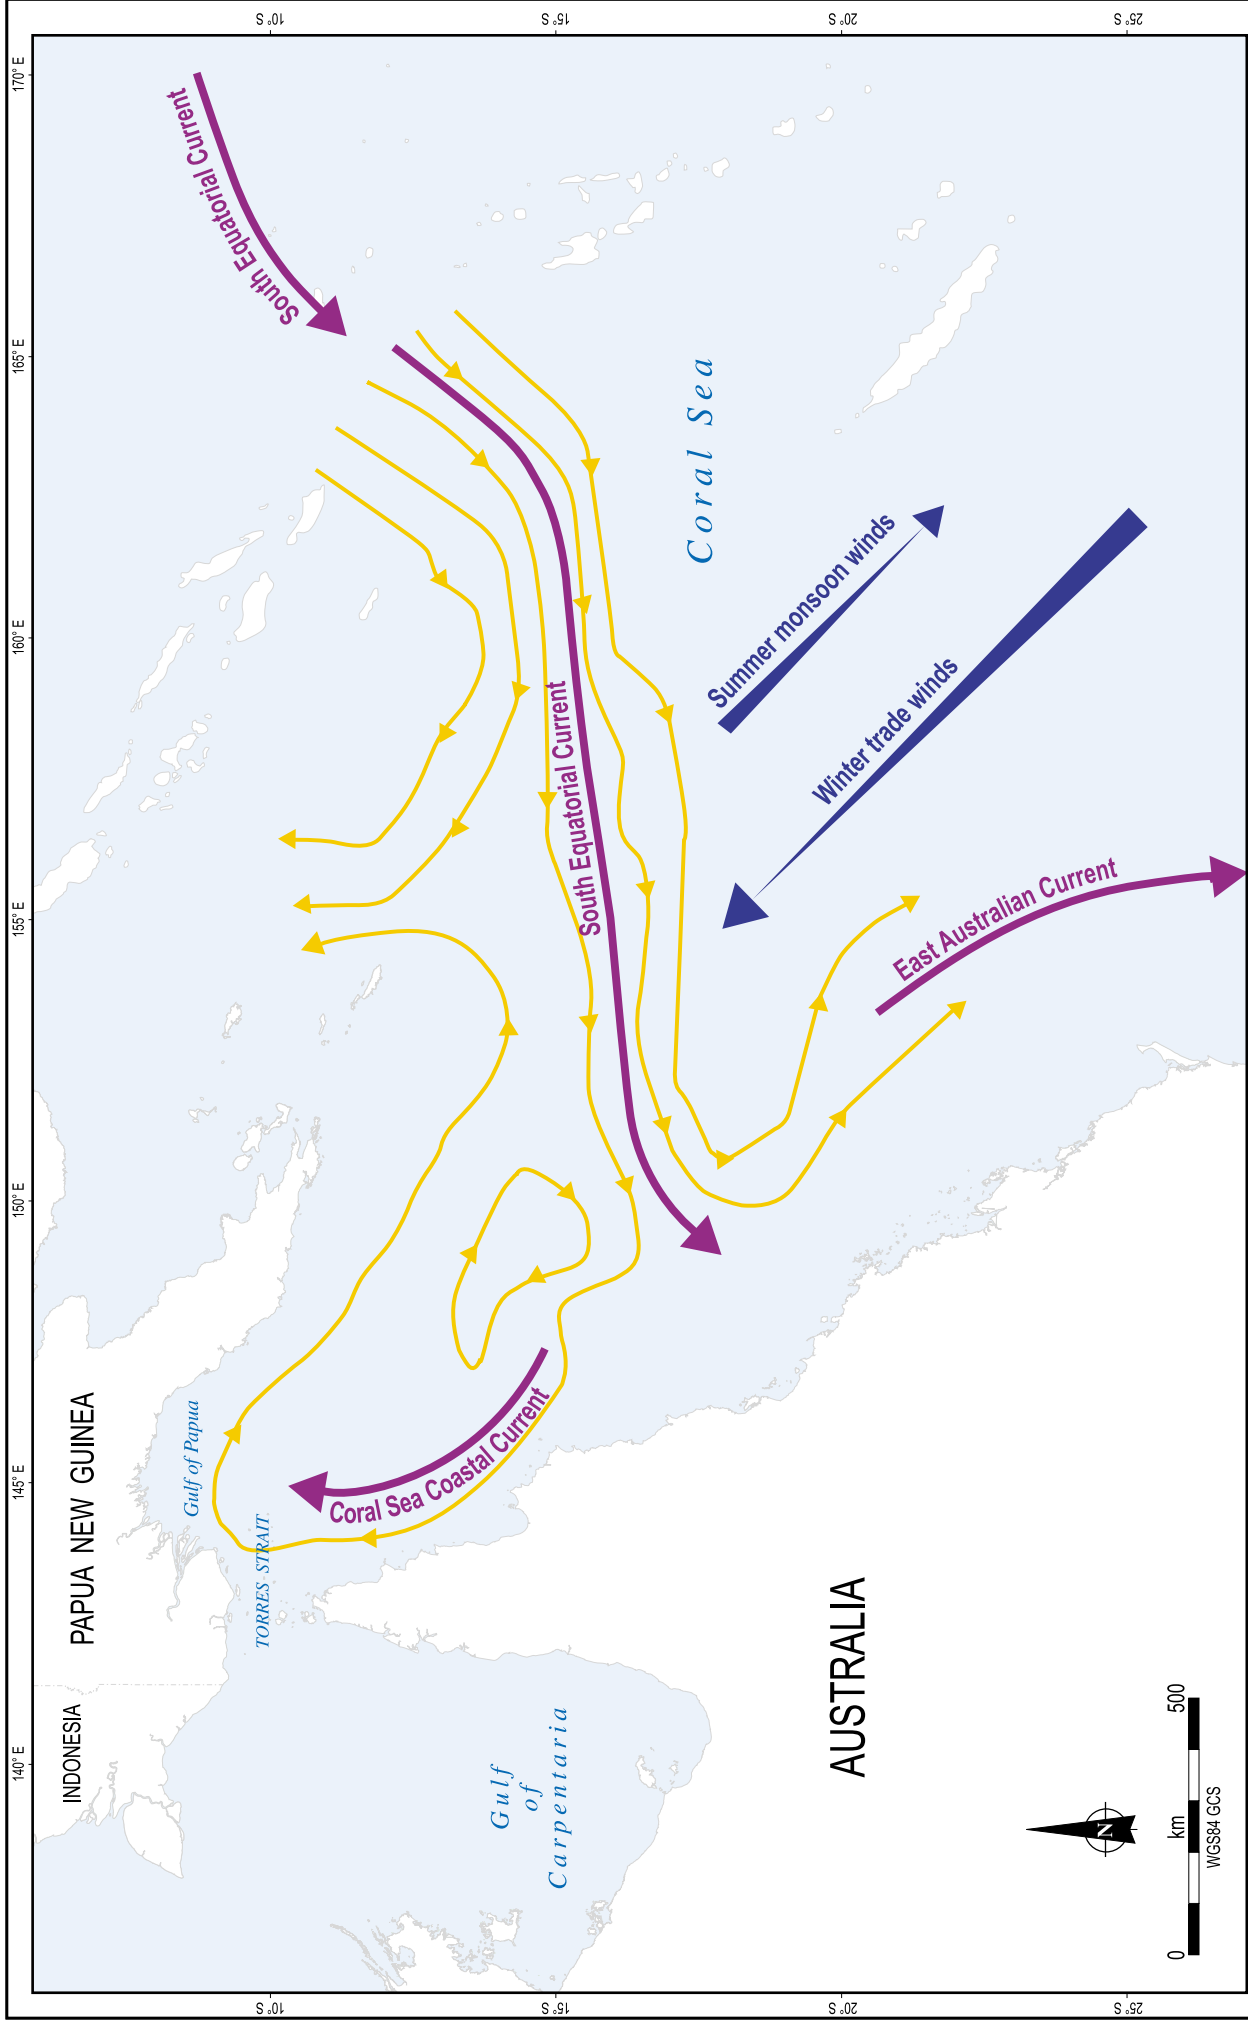 140° E
145° E
150° E
155° E
160° E
165° E
170° E
INDONESIA
PAPUA NEW GUINEA
Gulf of Papua
TORRES STRAIT
South Equatorial Current
10° S
10° S
Coral Sea Coastal Current
Gulf
of
Carpentaria
South Equatorial Current
15° S
15° S
Coral Sea
Summer monsoon winds
Winter trade winds
AUSTRALIA
20° S
20° S
East Australian Current
N
25° S
25° S
0 km 500
WGS84 GCS